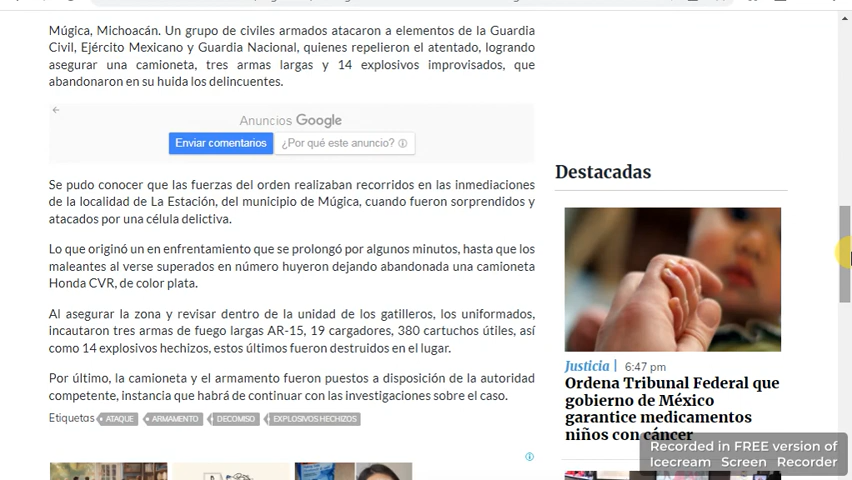 Múgica, Michoacán. Un grupo de civiles armados atacaron a elementos de la Guardia
Civil, Ejército Mexicano y Guardia Nacional, quienes repelieron el atentado, logrando
asegurar una camioneta, tres armas largas y 14 explosivos improvisados, que
abandonaron en su huida los delincuentes.
Anuncios Google
Enviar comentarios
¿Por qué este anuncio?
Se pudo conocer que las fuerzas del orden realizaban recorridos en las inmediaciones
de la localidad de La Estación, del municipio de Múgica, cuando fueron sorprendidos y
atacados por una célula delictiva.
Lo que originó un en enfrentamiento que se prolongó por algunos minutos, hasta que los
maleantes al verse superados en número huyeron dejando abandonada una camioneta
Honda CVR, de color plata.
Al asegurar la zona y revisar dentro de la unidad de los gatilleros, los uniformados,
incautaron tres armas de fuego largas AR-15, 19 cargadores, 380 cartuchos útiles, así
como 14 explosivos hechizos, estos últimos fueron destruidos en el lugar.
Por último, la camioneta y el armamento fueron puestos a disposición de la autoridad
competente, instancia que habrá de continuar con las investigaciones sobre el caso.
Etiquetas ATAQUE ARMAMENTO DECOMISO EXPLOSIVOS HECHIZOS
Destacadas
Justicia | 6:47 pm
Ordena Tribunal Federal que
gobierno de México
garantice medicamentos
niños con cáncer
Recorded in FREE version of
Icecream Screen Recorder